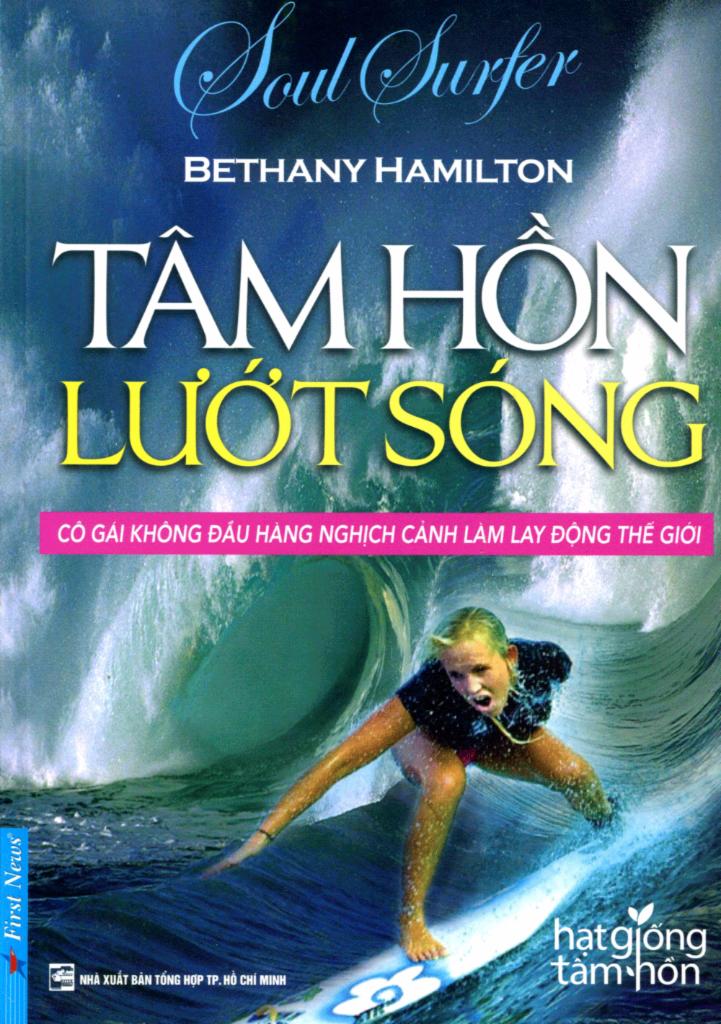 Soul Surfer
BETHANY HAMILTON
TÂM HỒN
LƯỚT SÓNG
CÔ GÁI KHÔNG ĐẦU HÀNG NGHỊCH CẢNH LÀM LAY ĐỘNG THẾ GIỚI
First News
hạt giống
tâm hồn
NHÀ XUẤT BẢN TỔNG HỢP TP. HỒ CHÍ MINH